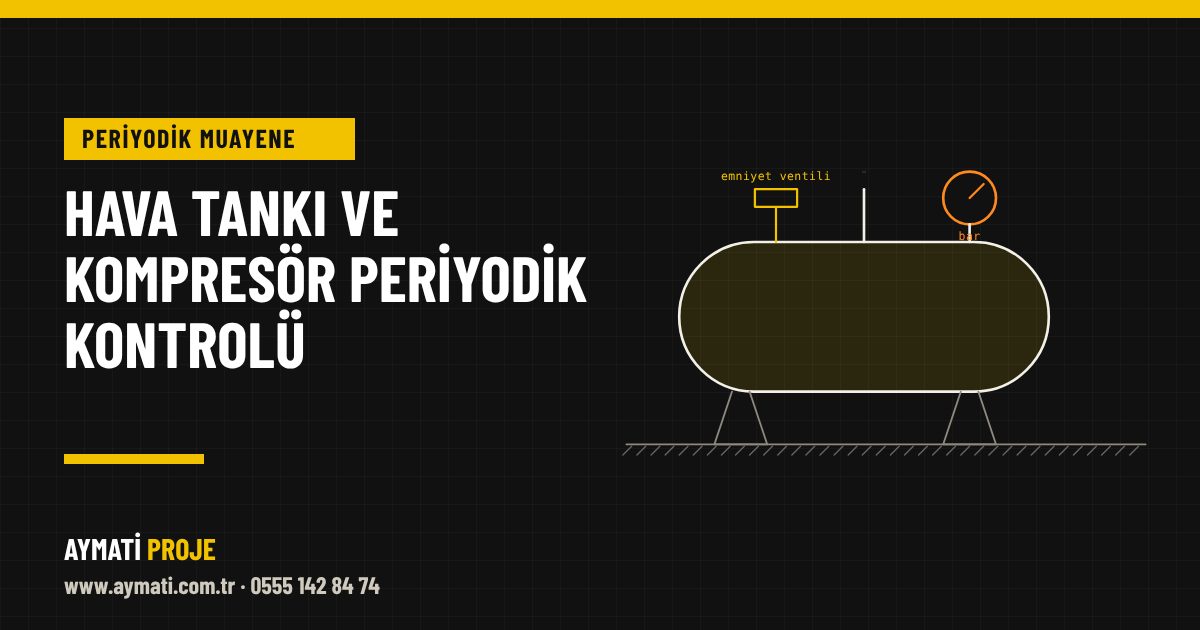 PERİYODİK MUAYENE
HAVA TANKI VE
KOMPRESÖR PERİYODİK
KONTROLÜ
emniyet ventili
bar
AYMATİ PROJE
www.aymati.com.tr · 0555 142 84 74